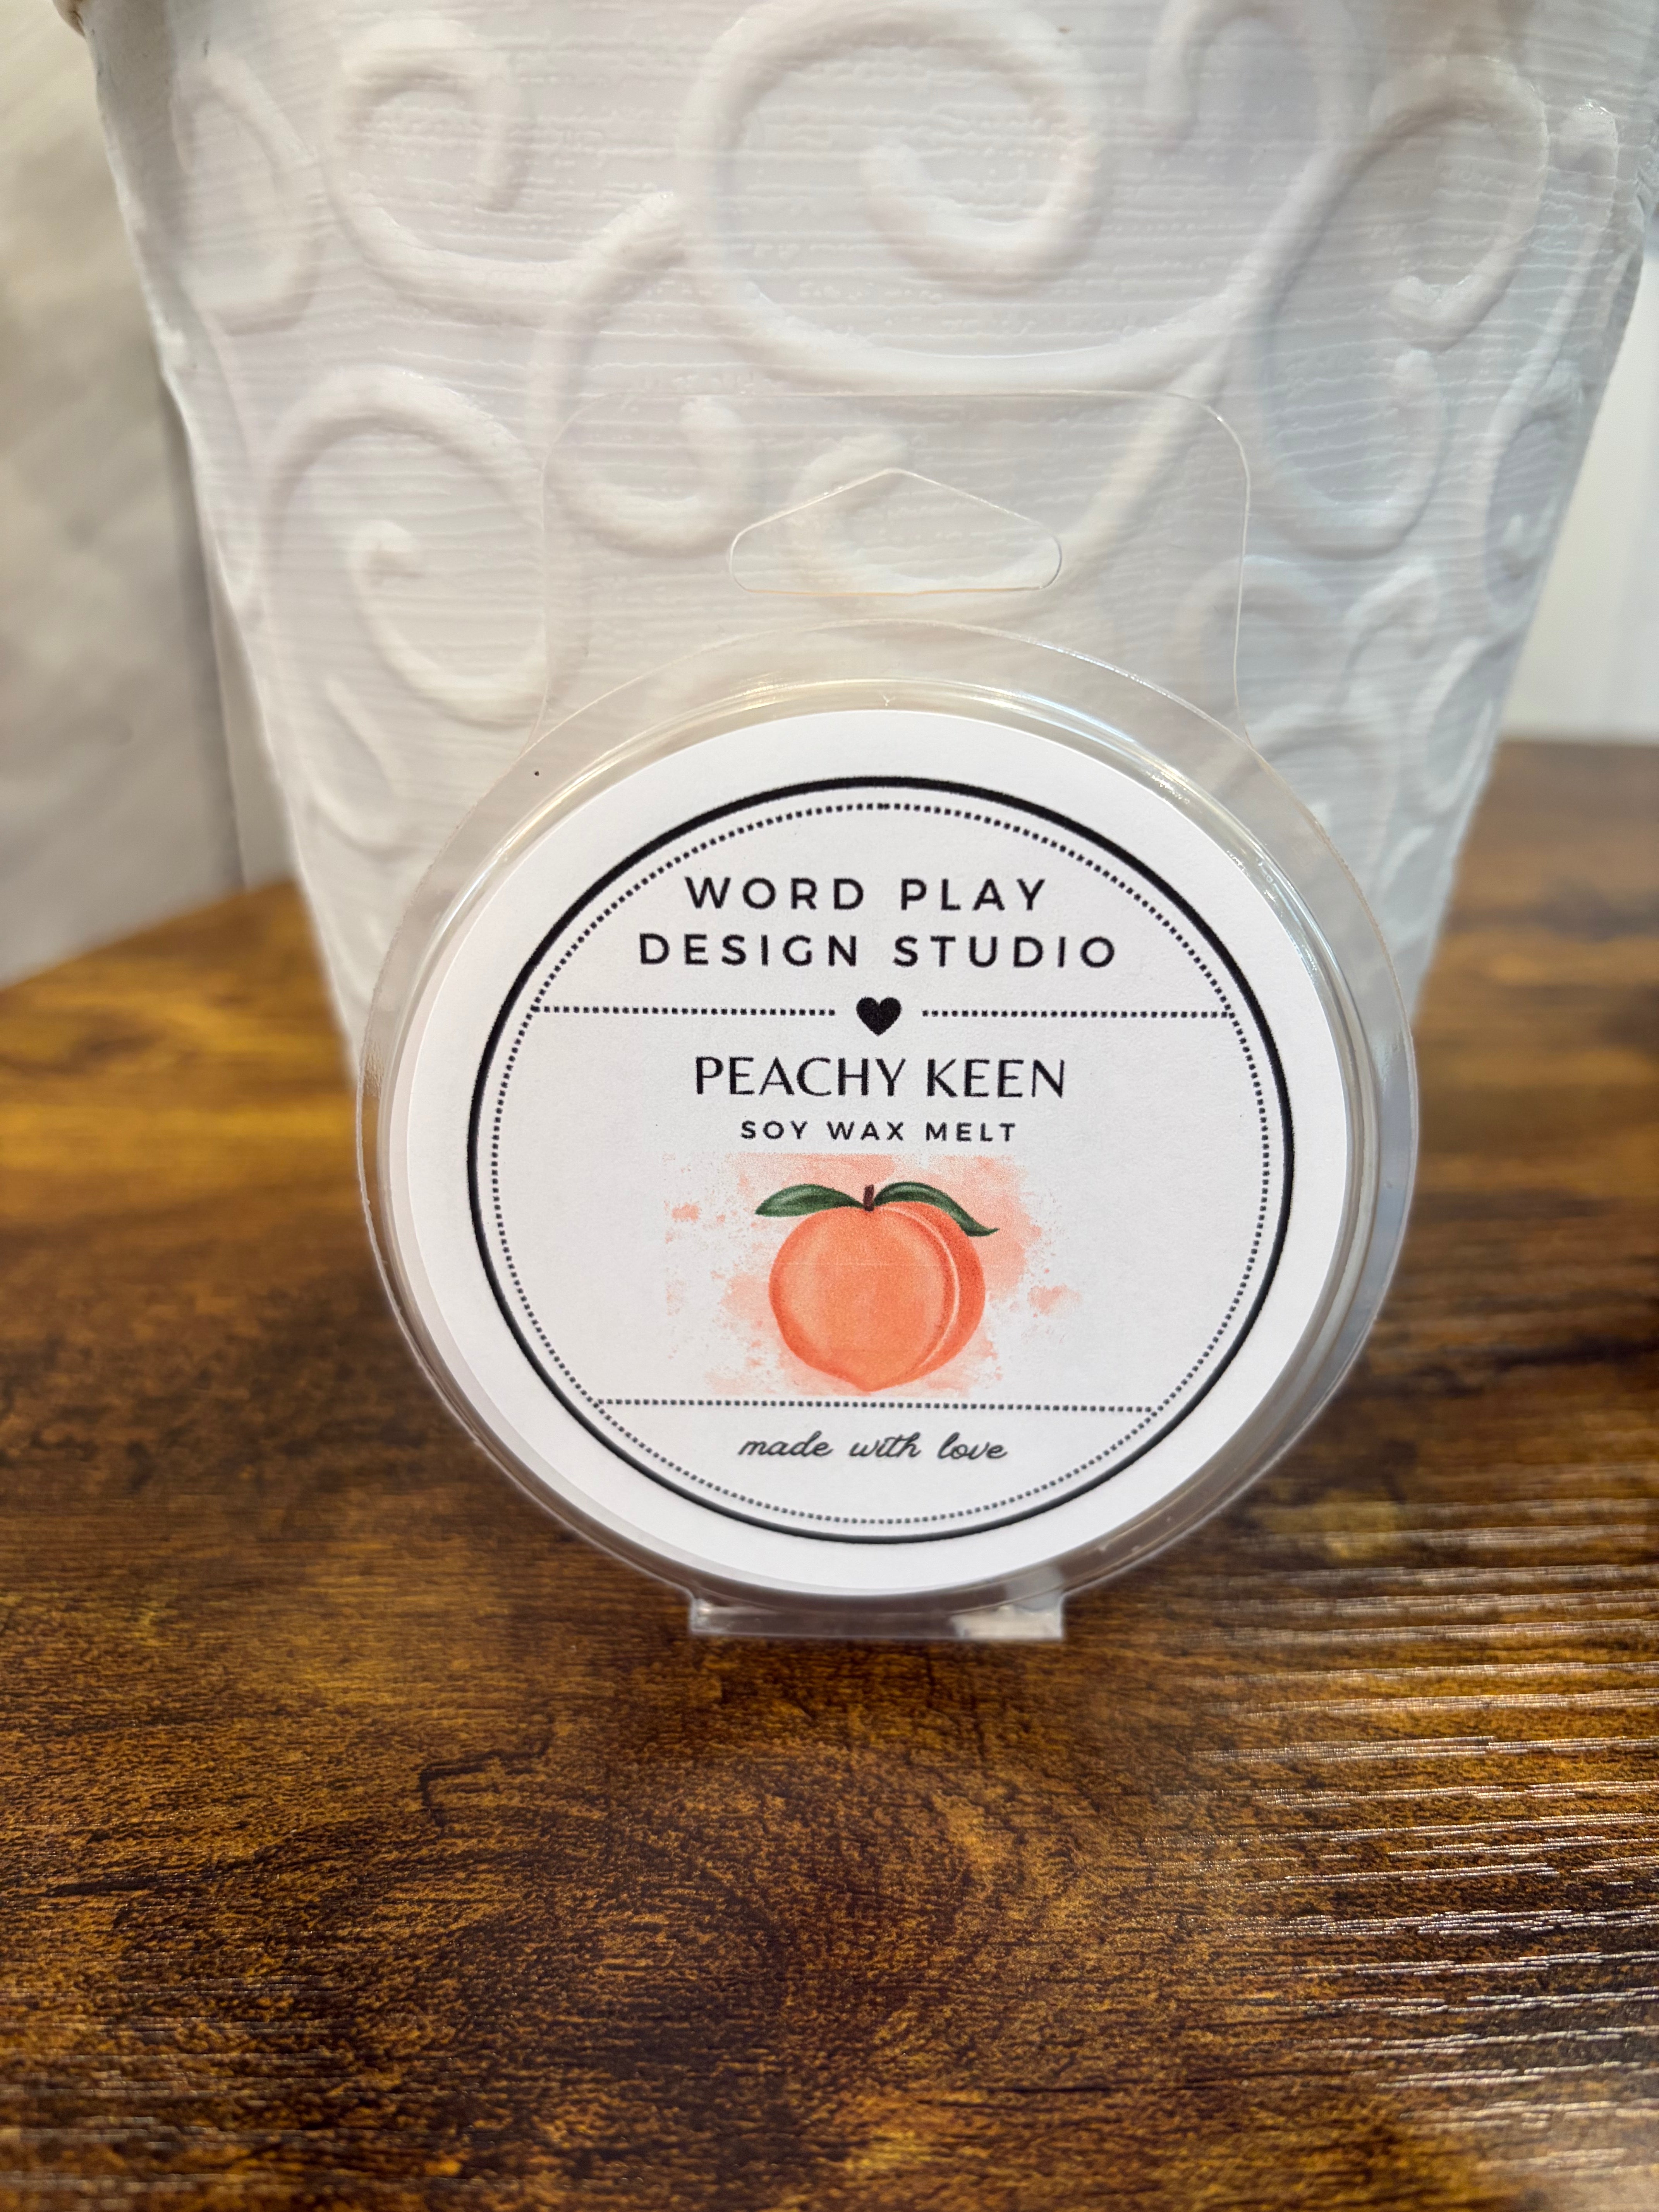 WORD PLAY
DESIGN STUDIO
PEACHY KEEN
SOY WAX MELT
made with love